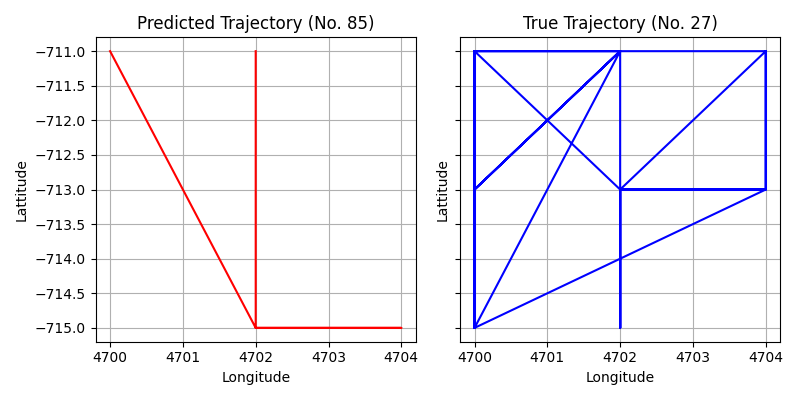 Predicted Trajectory (No. 85)
−711.0
−711.5
−712.0
−712.5
−713.0
−713.5
−714.0
−714.5
−715.0
Lattitude
4700 4701 4702 4703 4704
Longitude
True Trajectory (No. 27)
Lattitude
4700 4701 4702 4703 4704
Longitude